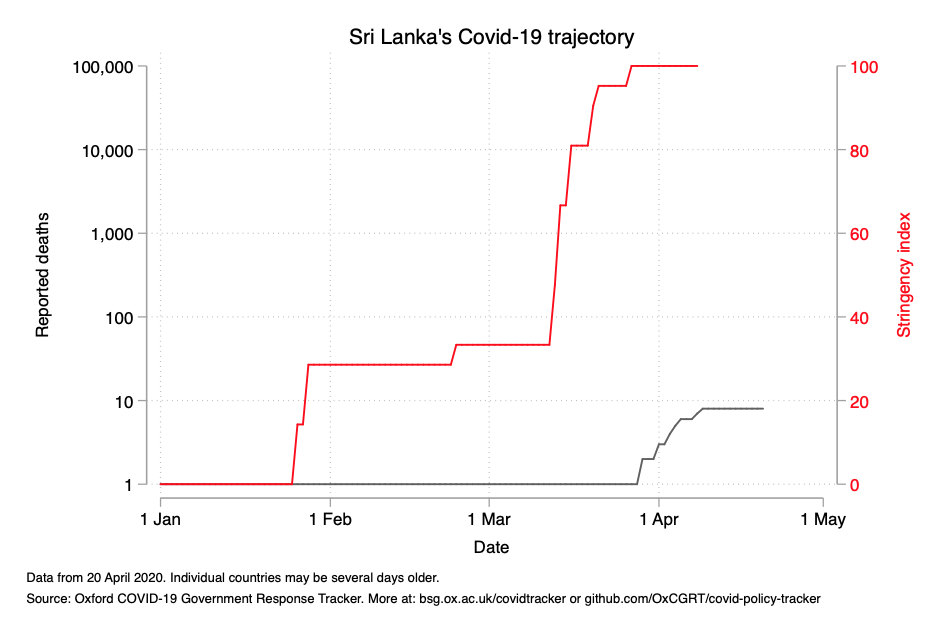 Sri Lanka's Covid-19 trajectory
100,000
10,000
1,000
100
10
1
Reported deaths
100
80
60
40
20
0
Stringency index
1 Jan
1 Feb
1 Mar
1 Apr
1 May
Date
Data from 20 April 2020. Individual countries may be several days older.
Source: Oxford COVID-19 Government Response Tracker. More at: bsg.ox.ac.uk/covidtracker or github.com/OxCGRT/covid-policy-tracker